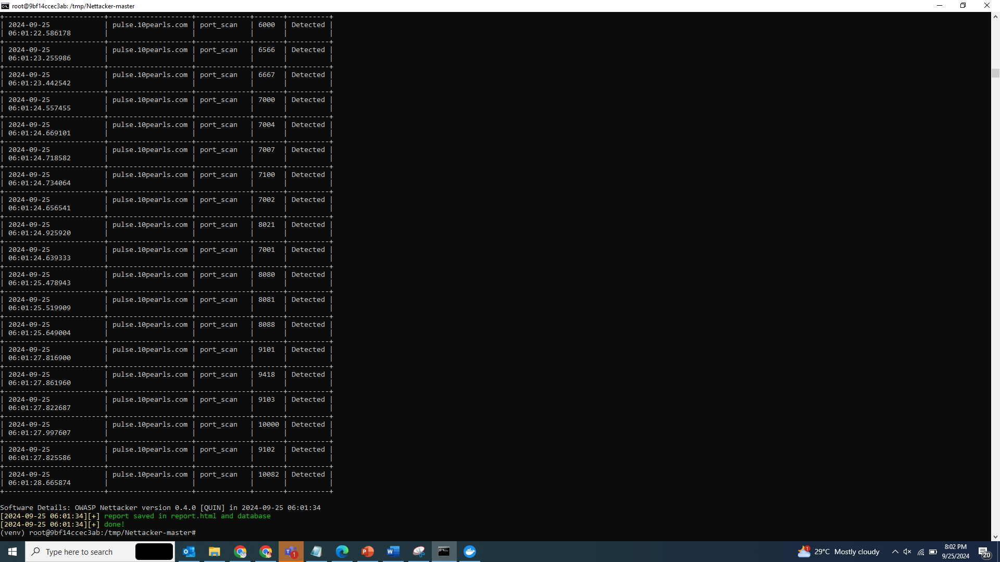 root@9bf14ccec3ab: /tmp/Nettacker-master
+------------------------+--------------------+-------------+-------+----------+
| 2024-09-25             | pulse.10pearls.com | port_scan   | 6000  | Detected |
| 06:01:22.586178        |                    |             |       |          |
+------------------------+--------------------+-------------+-------+----------+
| 2024-09-25             | pulse.10pearls.com | port_scan   | 6566  | Detected |
| 06:01:23.255986        |                    |             |       |          |
+------------------------+--------------------+-------------+-------+----------+
| 2024-09-25             | pulse.10pearls.com | port_scan   | 6667  | Detected |
| 06:01:23.442542        |                    |             |       |          |
+------------------------+--------------------+-------------+-------+----------+
| 2024-09-25             | pulse.10pearls.com | port_scan   | 7000  | Detected |
| 06:01:24.557455        |                    |             |       |          |
+------------------------+--------------------+-------------+-------+----------+
| 2024-09-25             | pulse.10pearls.com | port_scan   | 7004  | Detected |
| 06:01:24.669101        |                    |             |       |          |
+------------------------+--------------------+-------------+-------+----------+
| 2024-09-25             | pulse.10pearls.com | port_scan   | 7007  | Detected |
| 06:01:24.718582        |                    |             |       |          |
+------------------------+--------------------+-------------+-------+----------+
| 2024-09-25             | pulse.10pearls.com | port_scan   | 7100  | Detected |
| 06:01:24.734064        |                    |             |       |          |
+------------------------+--------------------+-------------+-------+----------+
| 2024-09-25             | pulse.10pearls.com | port_scan   | 7002  | Detected |
| 06:01:24.656541        |                    |             |       |          |
+------------------------+--------------------+-------------+-------+----------+
| 2024-09-25             | pulse.10pearls.com | port_scan   | 8021  | Detected |
| 06:01:24.925920        |                    |             |       |          |
+------------------------+--------------------+-------------+-------+----------+
| 2024-09-25             | pulse.10pearls.com | port_scan   | 7001  | Detected |
| 06:01:24.639333        |                    |             |       |          |
+------------------------+--------------------+-------------+-------+----------+
| 2024-09-25             | pulse.10pearls.com | port_scan   | 8080  | Detected |
| 06:01:25.478943        |                    |             |       |          |
+------------------------+--------------------+-------------+-------+----------+
| 2024-09-25             | pulse.10pearls.com | port_scan   | 8081  | Detected |
| 06:01:25.519909        |                    |             |       |          |
+------------------------+--------------------+-------------+-------+----------+
| 2024-09-25             | pulse.10pearls.com | port_scan   | 8088  | Detected |
| 06:01:25.649004        |                    |             |       |          |
+------------------------+--------------------+-------------+-------+----------+
| 2024-09-25             | pulse.10pearls.com | port_scan   | 9101  | Detected |
| 06:01:27.816900        |                    |             |       |          |
+------------------------+--------------------+-------------+-------+----------+
| 2024-09-25             | pulse.10pearls.com | port_scan   | 9418  | Detected |
| 06:01:27.861960        |                    |             |       |          |
+------------------------+--------------------+-------------+-------+----------+
| 2024-09-25             | pulse.10pearls.com | port_scan   | 9103  | Detected |
| 06:01:27.822687        |                    |             |       |          |
+------------------------+--------------------+-------------+-------+----------+
| 2024-09-25             | pulse.10pearls.com | port_scan   | 10000 | Detected |
| 06:01:27.997607        |                    |             |       |          |
+------------------------+--------------------+-------------+-------+----------+
| 2024-09-25             | pulse.10pearls.com | port_scan   | 9102  | Detected |
| 06:01:27.825586        |                    |             |       |          |
+------------------------+--------------------+-------------+-------+----------+
| 2024-09-25             | pulse.10pearls.com | port_scan   | 10082 | Detected |
| 06:01:28.665874        |                    |             |       |          |
+------------------------+--------------------+-------------+-------+----------+
Software Details: OWASP Nettacker version 0.4.0 [QUIN] in 2024-09-25 06:01:34
[2024-09-25 06:01:34][+] report saved in report.html and database
[2024-09-25 06:01:34][+] done!
(venv) root@9bf14ccec3ab:/tmp/Nettacker-master#
Type here to search
1
1
29°C Mostly cloudy
8:02 PM
9/25/2024
20